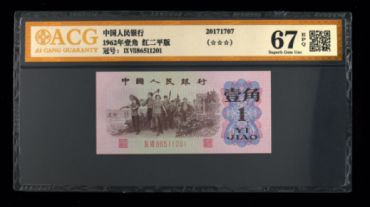 ACG
AI CANG GUARANTY
中国人民银行
1962年壹角 红二平版
冠号：IXVII86511201
20171707
(☆☆☆)
67 EPQ
Superb Gem Unc
中国人民银行
壹角
1
YI
JIAO